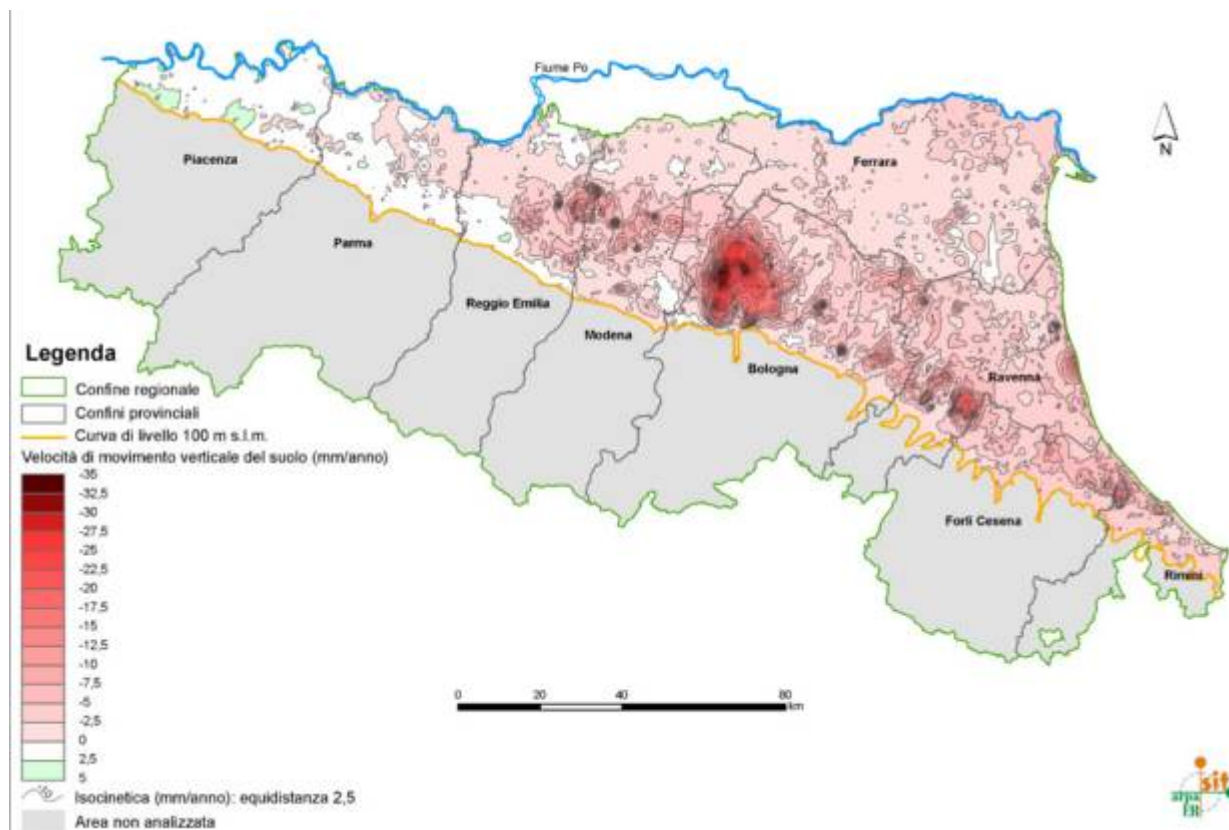 Fiume Po
N
Piacenza
Ferrara
Parma
Reggio Emilia
Modena
Bologna
Ravenna
Forlì Cesena
Rimini
Legenda
Confine regionale
Confini provinciali
Curva di livello 100 m s.l.m.
Velocità di movimento verticale del suolo (mm/anno)
-35
-32,5
-30
-27,5
-25
-22,5
-20
-17,5
-15
-12,5
-10
-7,5
-5
-2,5
0
2,5
5
Isocinetica (mm/anno): equidistanza 2,5
Area non analizzata
0 20 40 80
km
sit
arpa
ER